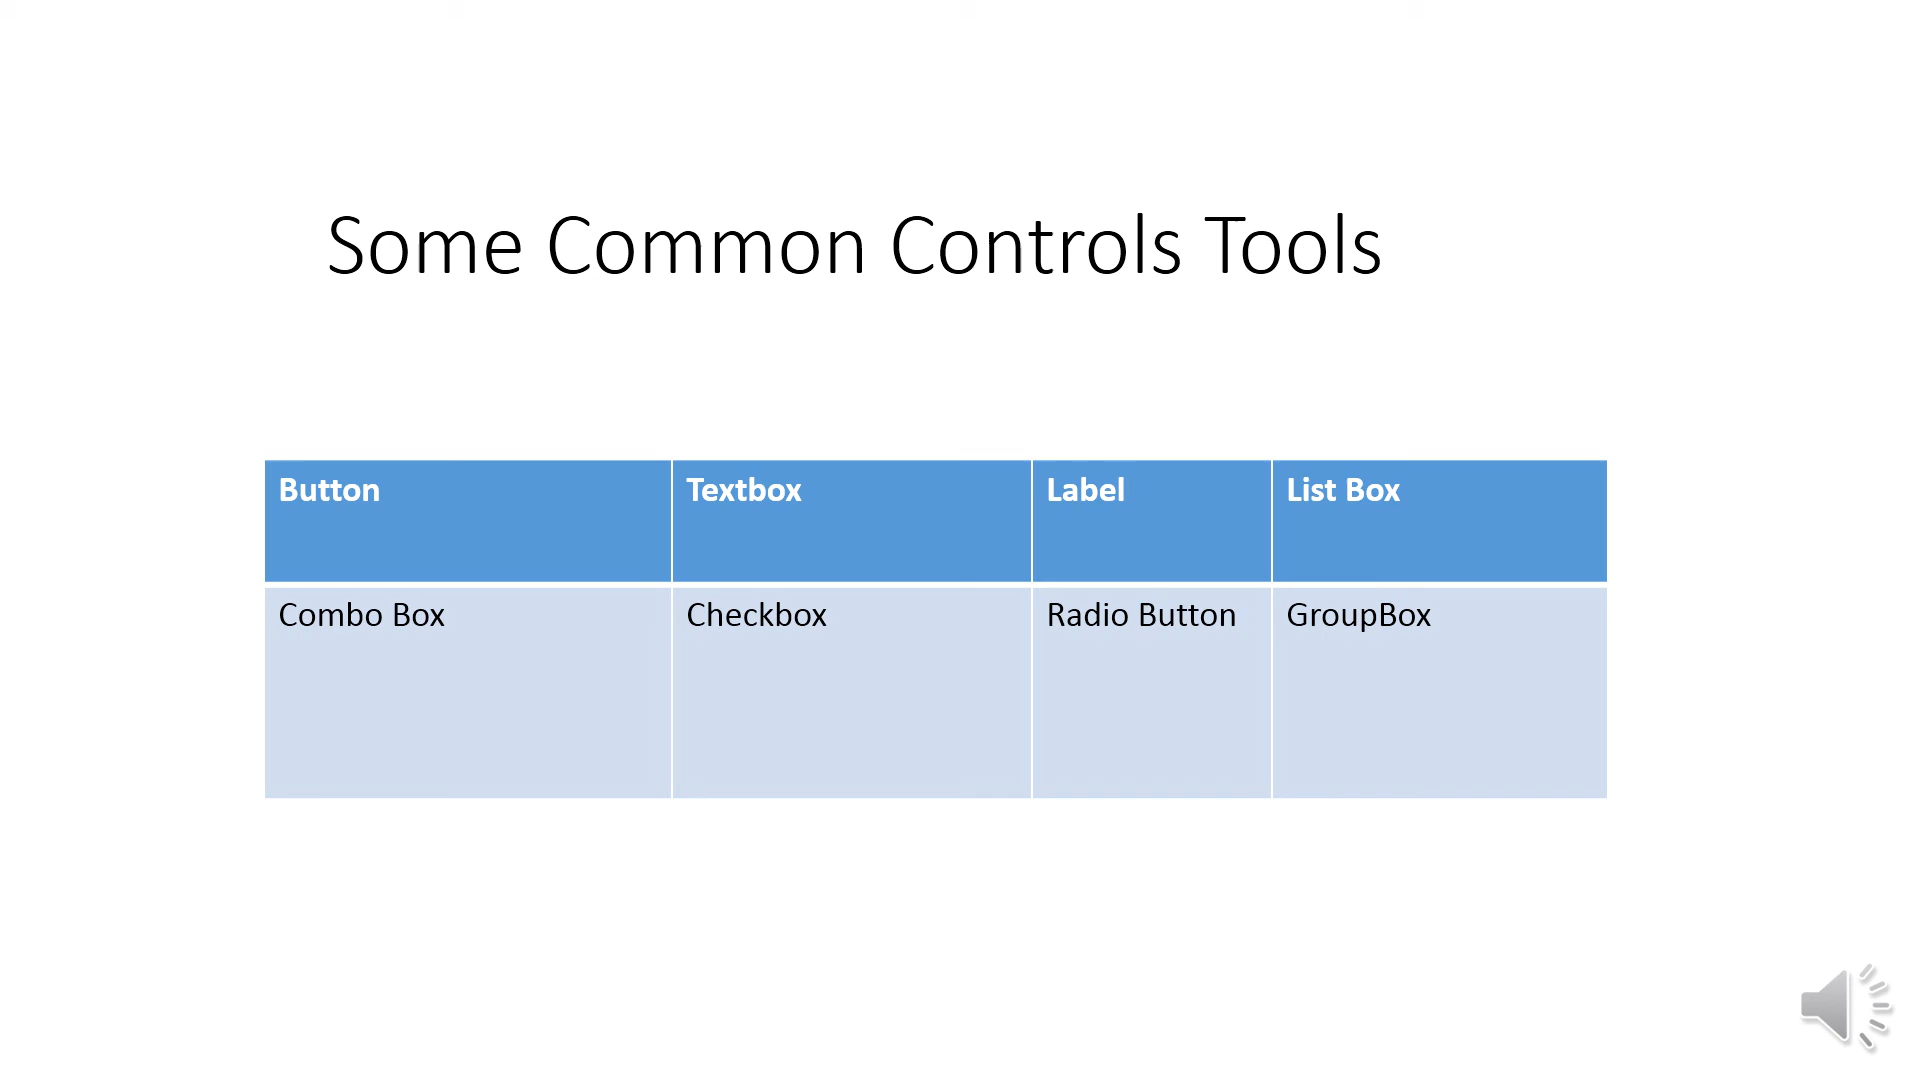 Some Common Controls Tools
Button Textbox Label List Box
Combo Box Checkbox Radio Button GroupBox